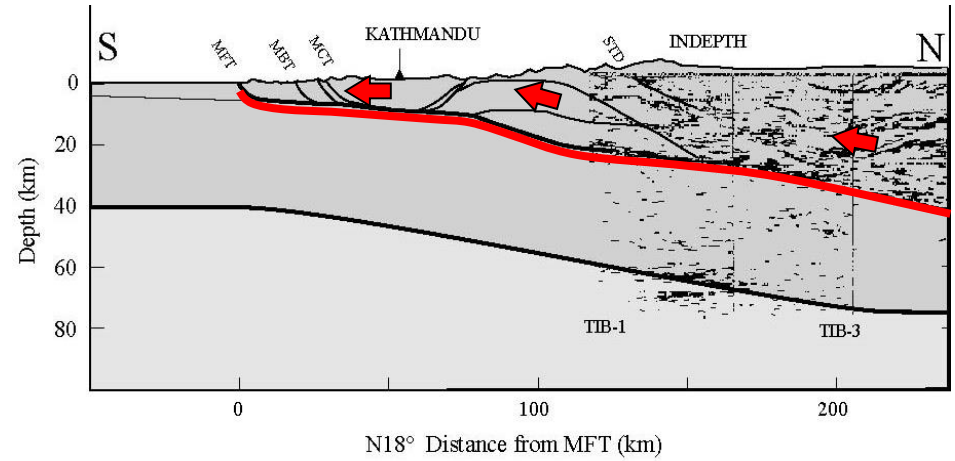 S
MFT
MBT
MCT
KATHMANDU
STD
INDEPTH
N
0
20
40
60
80
Depth (km)
TIB-1
TIB-3
0
100
200
N18° Distance from MFT (km)